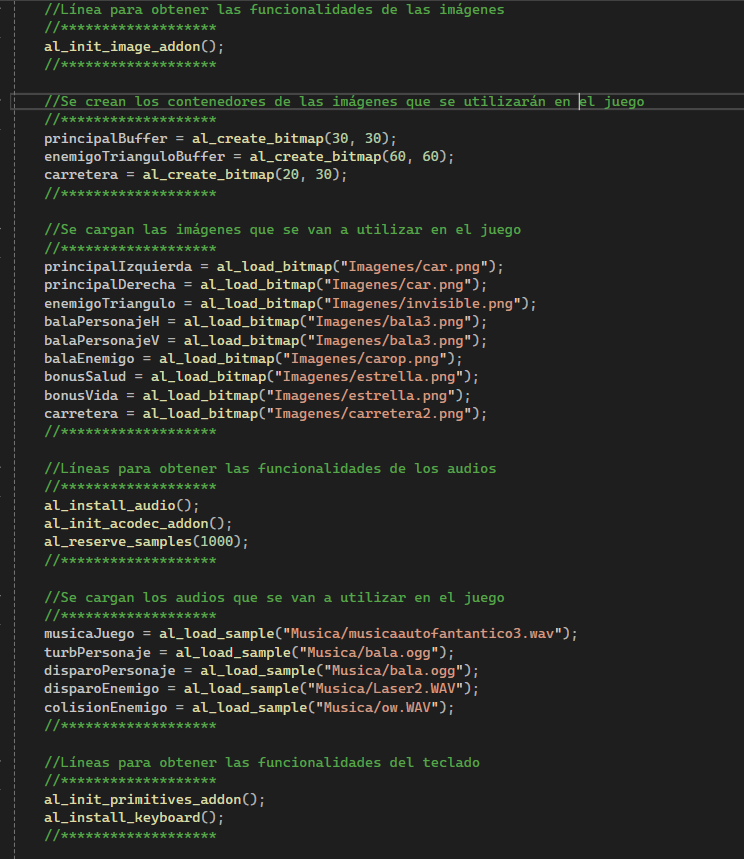 //Línea para obtener las funcionalidades de las imágenes
//*******************
al_init_image_addon();
//*******************
//Se crean los contenedores de las imágenes que se utilizarán en el juego
//*******************
principalBuffer = al_create_bitmap(30, 30);
enemigoTrianguloBuffer = al_create_bitmap(60, 60);
carretera = al_create_bitmap(20, 30);
//*******************
//Se cargan las imágenes que se van a utilizar en el juego
//*******************
principalIzquierda = al_load_bitmap("Imagenes/car.png");
principalDerecha = al_load_bitmap("Imagenes/car.png");
enemigoTriangulo = al_load_bitmap("Imagenes/invisible.png");
balaPersonajeH = al_load_bitmap("Imagenes/bala3.png");
balaPersonajeV = al_load_bitmap("Imagenes/bala3.png");
balaEnemigo = al_load_bitmap("Imagenes/carop.png");
bonusSalud = al_load_bitmap("Imagenes/estrella.png");
bonusVida = al_load_bitmap("Imagenes/estrella.png");
carretera = al_load_bitmap("Imagenes/carretera2.png");
//*******************
//Líneas para obtener las funcionalidades de los audios
//*******************
al_install_audio();
al_init_acodec_addon();
al_reserve_samples(1000);
//*******************
//Se cargan los audios que se van a utilizar en el juego
//*******************
musicaJuego = al_load_sample("Musica/musicaautofantantico3.wav");
turbPersonaje = al_load_sample("Musica/bala.ogg");
disparoPersonaje = al_load_sample("Musica/bala.ogg");
disparoEnemigo = al_load_sample("Musica/Laser2.WAV");
colisionEnemigo = al_load_sample("Musica/ow.WAV");
//*******************
//Líneas para obtener las funcionalidades del teclado
//*******************
al_init_primitives_addon();
al_install_keyboard();
//*******************